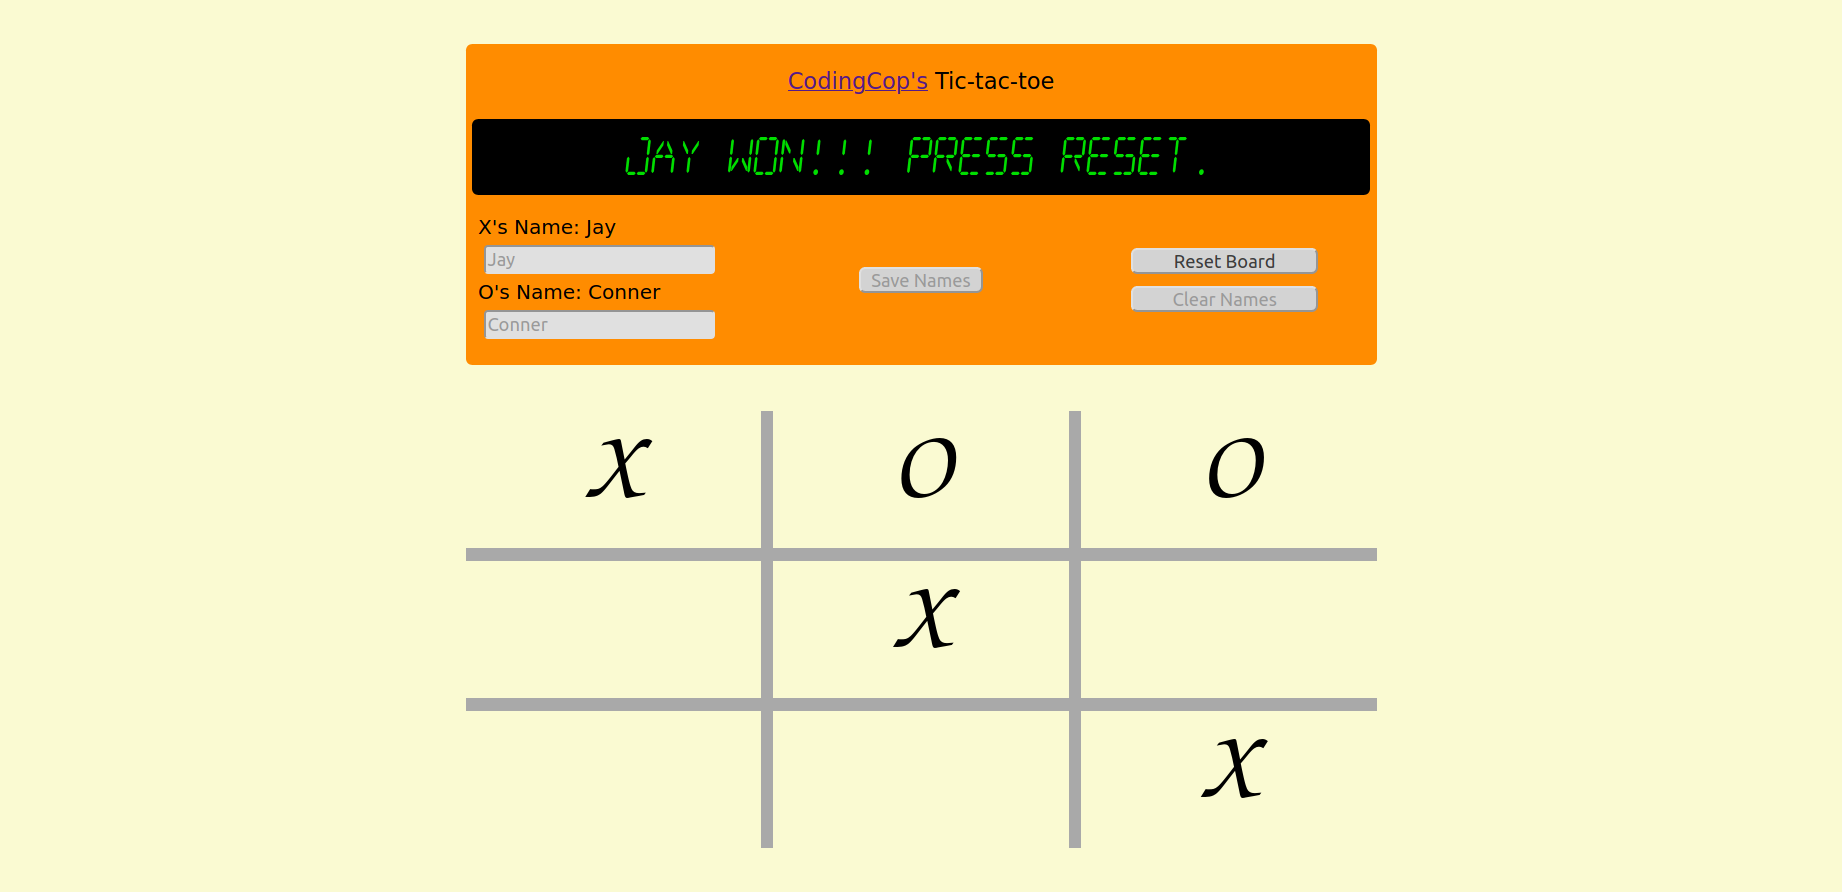 CodingCop's Tic-tac-toe
JAY WON!!! PRESS RESET.
X's Name: Jay
Jay
O's Name: Conner
Conner
Save Names
Reset Board
Clear Names
X O O
X
X